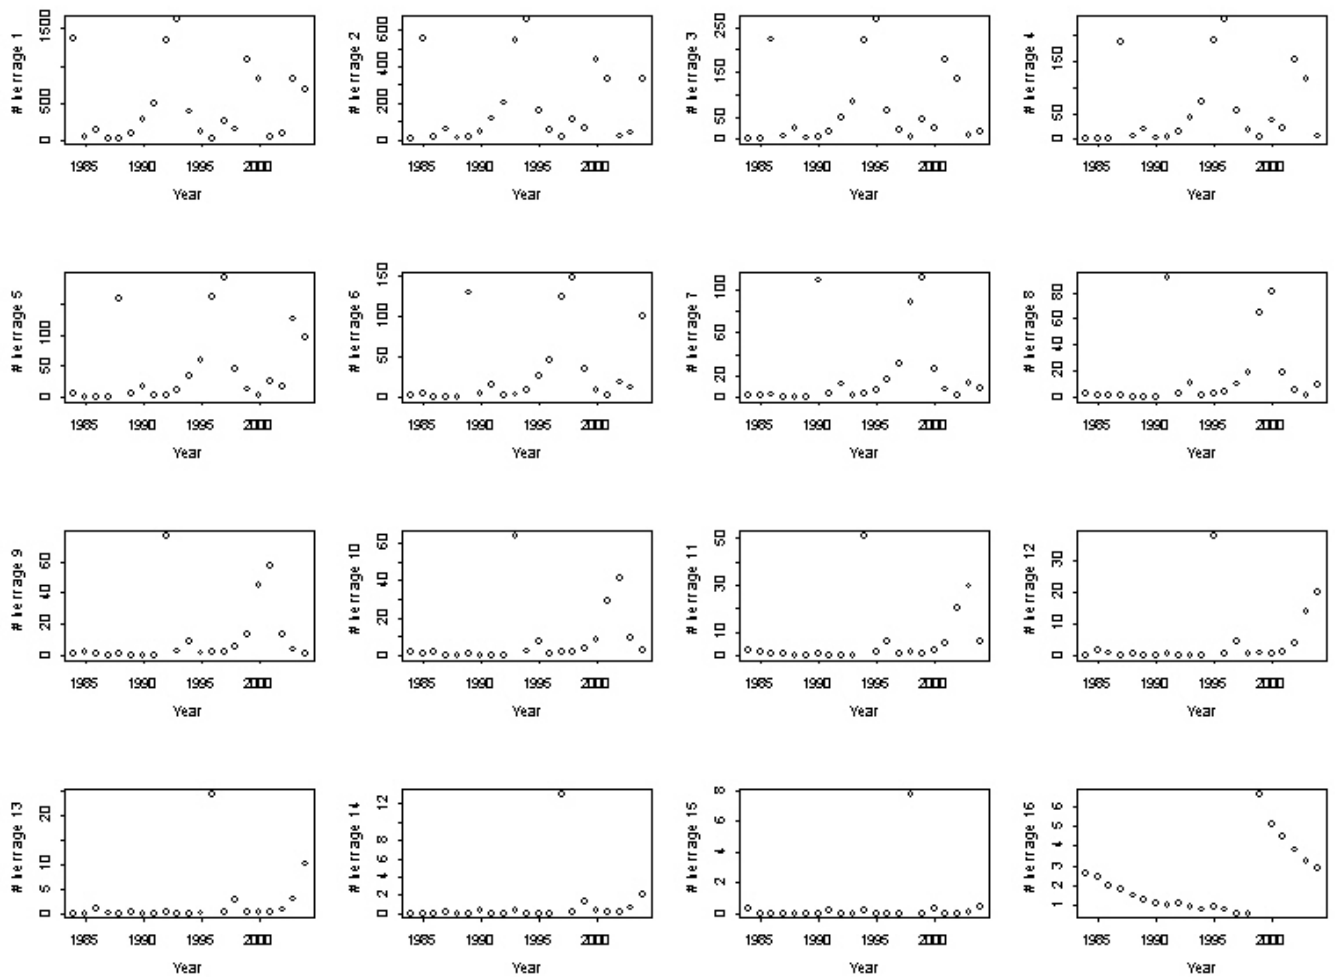 # herrage 1
0 500 1500
1985 1990 1995 2000
Year
# herrage 2
0 200 400 600
1985 1990 1995 2000
Year
# herrage 3
0 50 150 250
1985 1990 1995 2000
Year
# herrage 4
0 50 150
1985 1990 1995 2000
Year
# herrage 5
0 50 100
1985 1990 1995 2000
Year
# herrage 6
0 50 100 150
1985 1990 1995 2000
Year
# herrage 7
0 20 60 100
1985 1990 1995 2000
Year
# herrage 8
0 20 40 60 80
1985 1990 1995 2000
Year
# herrage 9
0 20 40 60
1985 1990 1995 2000
Year
# herrage 10
0 20 40 60
1985 1990 1995 2000
Year
# herrage 11
0 10 30 50
1985 1990 1995 2000
Year
# herrage 12
0 10 20 30
1985 1990 1995 2000
Year
# herrage 13
0 5 10 20
1985 1990 1995 2000
Year
# herrage 14
0 2 4 6 8 12
1985 1990 1995 2000
Year
# herrage 15
0 2 4 6 8
1985 1990 1995 2000
Year
# herrage 16
1 2 3 4 5 6
1985 1990 1995 2000
Year